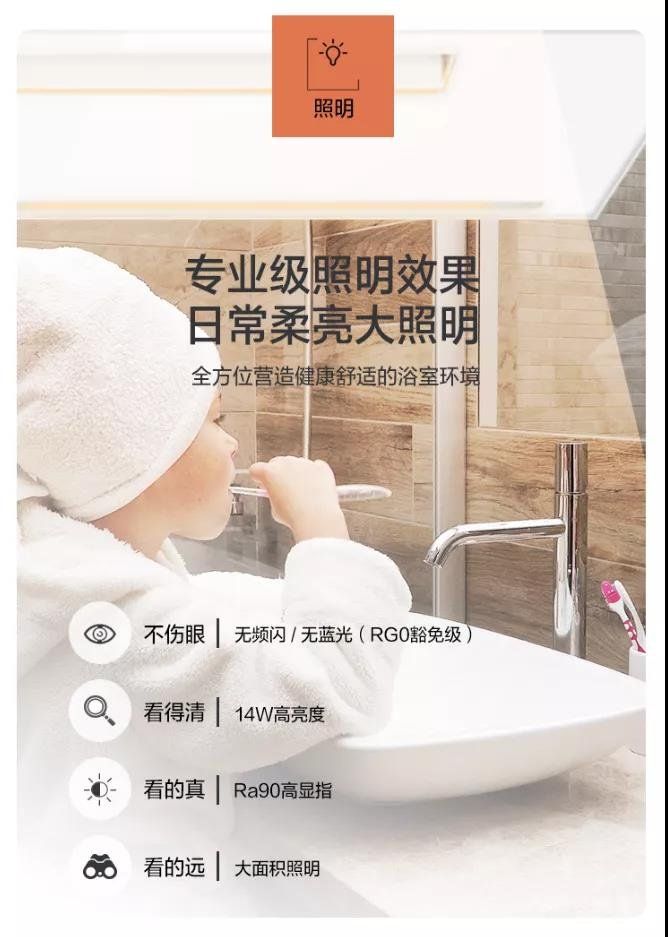 照明
专业级照明效果
日常柔亮大照明
全方位营造健康舒适的浴室环境
不伤眼 | 无频闪 / 无蓝光（RG0豁免级）
看得清 | 14W高亮度
看的真 | Ra90高显指
看的远 | 大面积照明